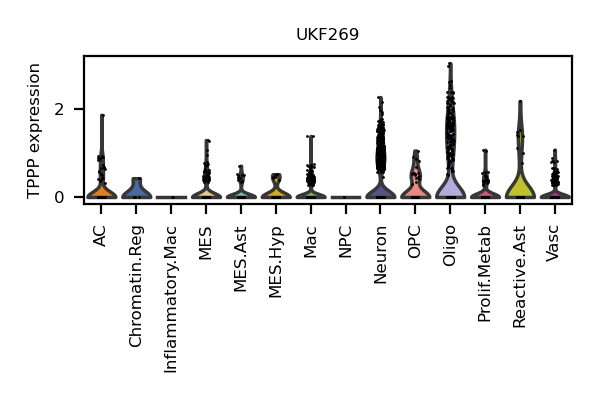 UKF269
TPPP expression
2
0
AC
Chromatin.Reg
Inflammatory.Mac
MES
MES.Ast
MES.Hyp
Mac
NPC
Neuron
OPC
Oligo
Prolif.Metab
Reactive.Ast
Vasc